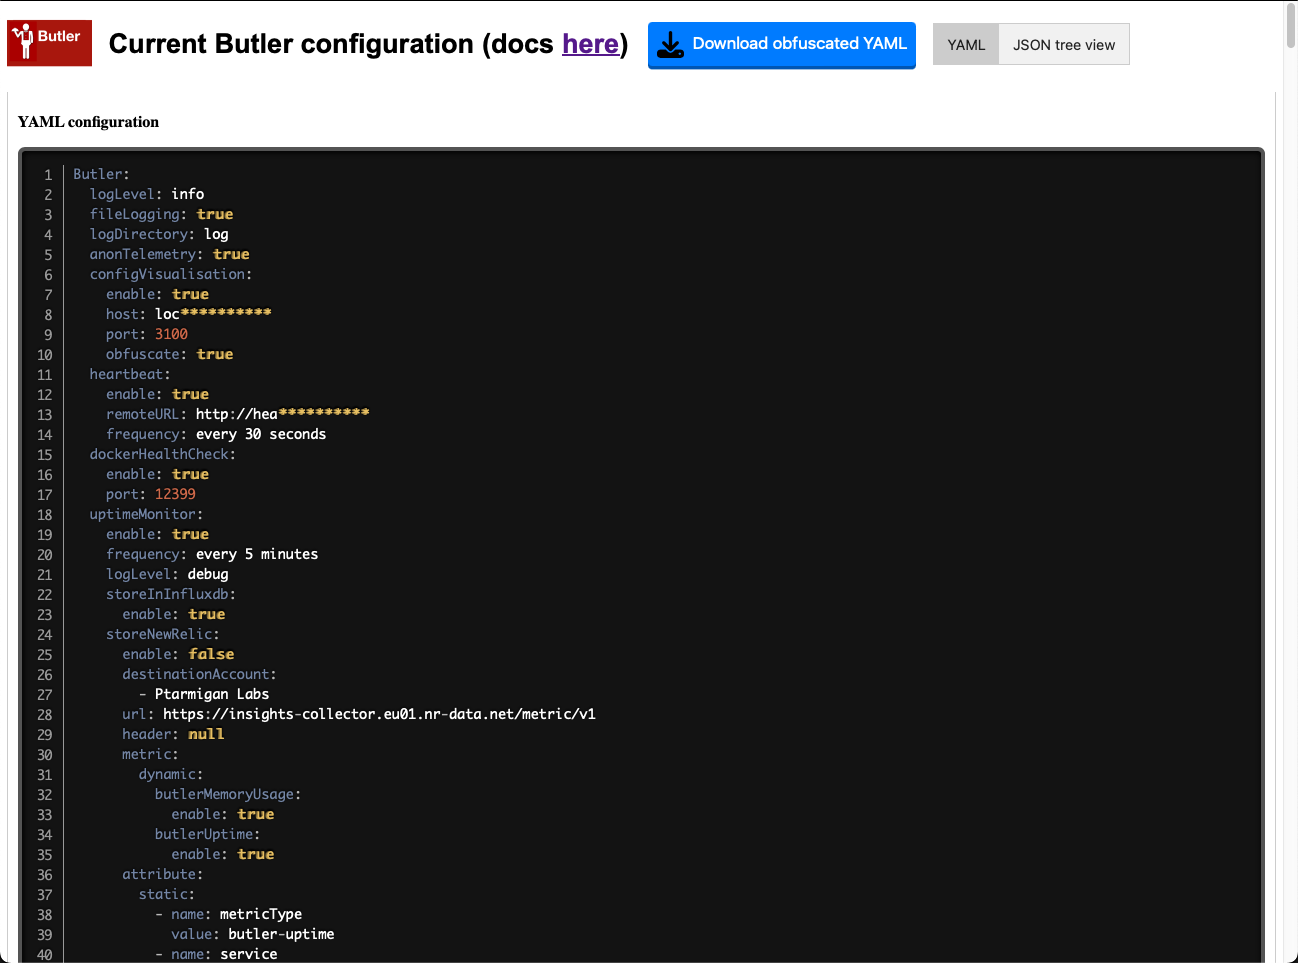 Butler
Current Butler configuration (docs here)
Download obfuscated YAML
YAML
JSON tree view
YAML configuration
1 Butler:
2 logLevel: info
3 fileLogging: true
4 logDirectory: log
5 anonTelemetry: true
6 configVisualisation:
7 enable: true
8 host: loc**********
9 port: 3100
10 obfuscate: true
11 heartbeat:
12 enable: true
13 remoteURL: http://hea**********
14 frequency: every 30 seconds
15 dockerHealthCheck:
16 enable: true
17 port: 12399
18 uptimeMonitor:
19 enable: true
20 frequency: every 5 minutes
21 logLevel: debug
22 storeInInfluxdb:
23 enable: true
24 storeNewRelic:
25 enable: false
26 destinationAccount:
27 - Ptarmigan Labs
28 url: https://insights-collector.eu01.nr-data.net/metric/v1
29 header: null
30 metric:
31 dynamic:
32 butlerMemoryUsage:
33 enable: true
34 butlerUptime:
35 enable: true
36 attribute:
37 static:
38 - name: metricType
39 value: butler-uptime
40 - name: service